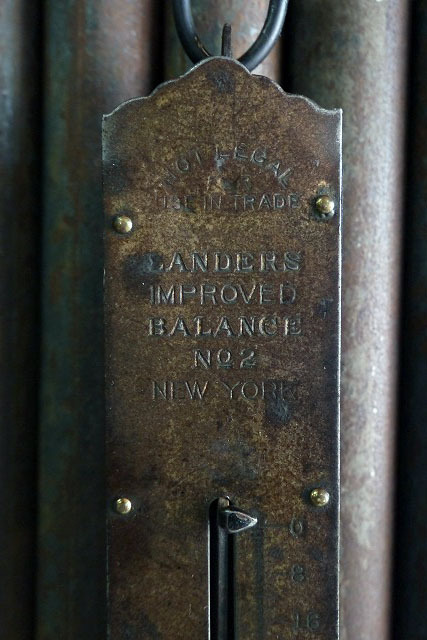 NOT LEGAL
FOR
USE IN TRADE
LANDERS
IMPROVED
BALANCE
No 2
NEW YORK
0
8
16